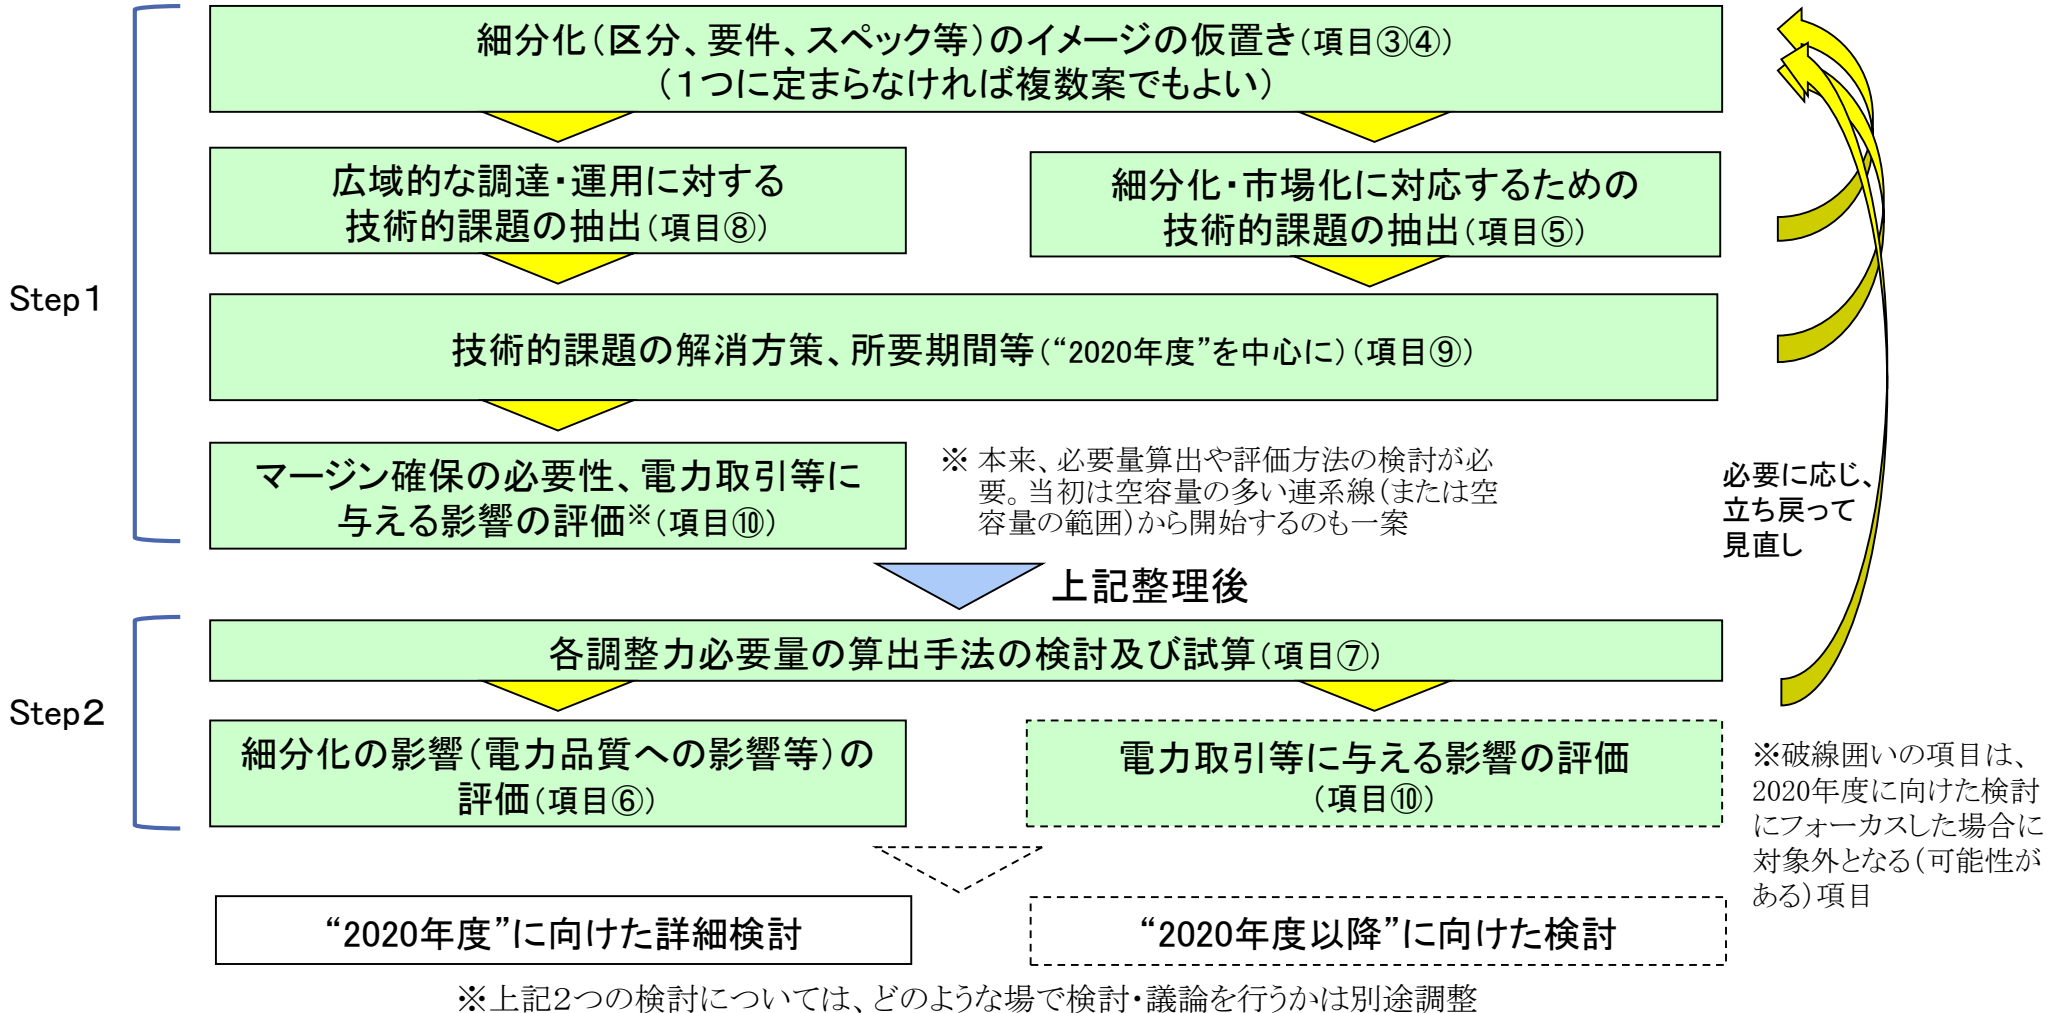 細分化（区分、要件、スペック等）のイメージの仮置き（項目③④）
（１つに定まらなければ複数案でもよい）
広域的な調達・運用に対する
技術的課題の抽出（項目⑧）
細分化・市場化に対応するための
技術的課題の抽出（項目⑤）
Step１
技術的課題の解消方策、所要期間等（“2020年度”を中心に）（項目⑨）
マージン確保の必要性、電力取引等に
与える影響の評価※（項目⑩）
※ 本来、必要量算出や評価方法の検討が必
要。当初は空容量の多い連系線（または空
容量の範囲）から開始するのも一案
必要に応じ、
立ち戻って
見直し
上記整理後
各調整力必要量の算出手法の検討及び試算（項目⑦）
Step２
細分化の影響（電力品質への影響等）の
評価（項目⑥）
電力取引等に与える影響の評価
（項目⑩）
※破線囲いの項目は、
2020年度に向けた検討
にフォーカスした場合に
対象外となる（可能性が
ある）項目
“2020年度”に向けた詳細検討
“2020年度以降”に向けた検討
※上記２つの検討については、どのような場で検討・議論を行うかは別途調整